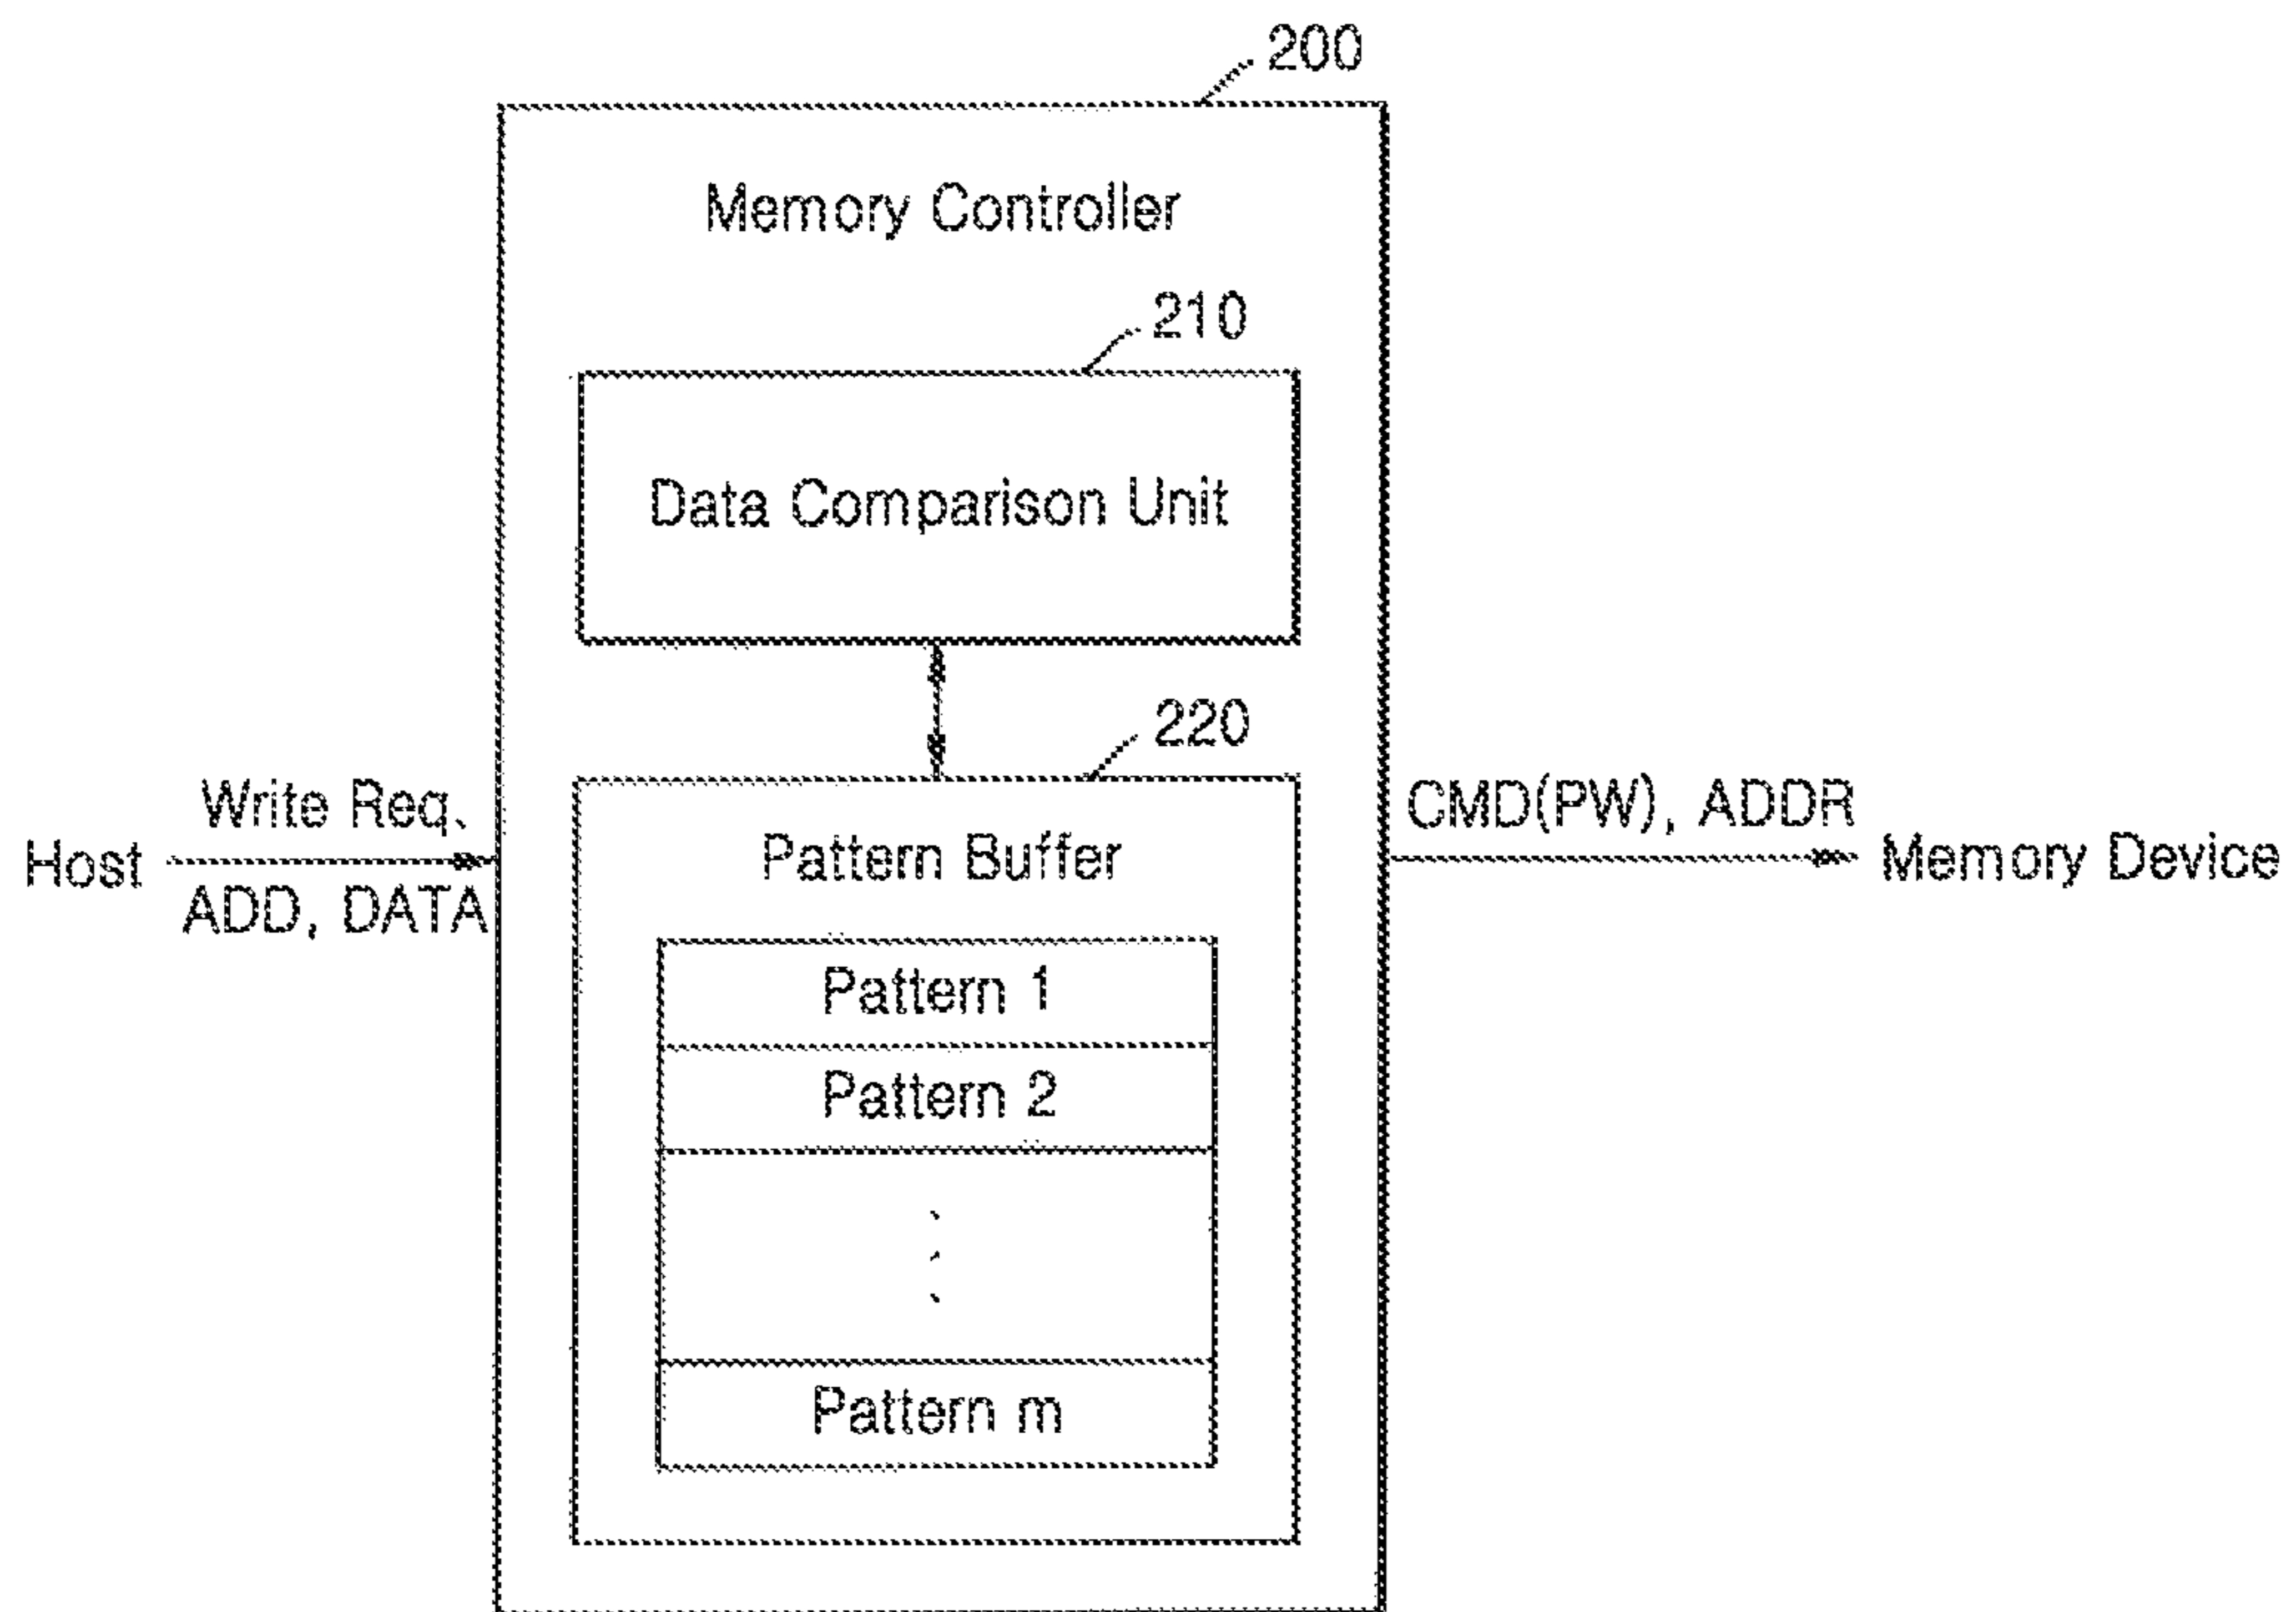 200
Memory Controller
210
Data Comparison Unit
220
Write Req.
Host
ADD, DATA
CMD(PW), ADDR
Memory Device
Pattern Buffer
Pattern 1
Pattern 2
Pattern m